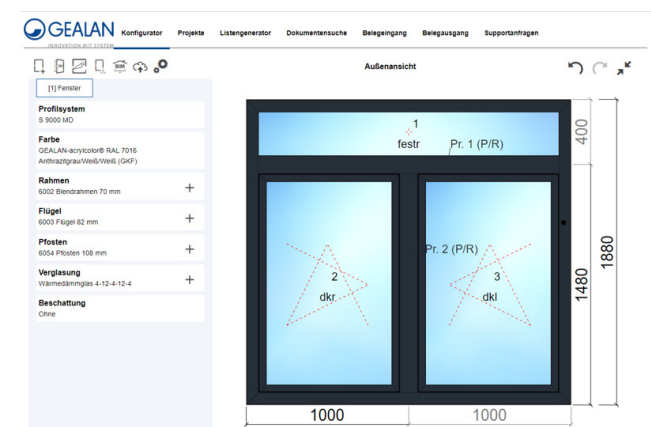 GEALAN
INNOVATION MIT SYSTEM
Konfigurator Projekte Listengenerator Dokumentensuche Belegeingang Belegausgang Supportanfragen
BIM
Außenansicht
[1] Fenster
Profilsystem
S 9000 MD
Farbe
GEALAN-acrylcolor® RAL 7016
Anthrazitgrau/Weiß/Weiß (GKF)
Rahmen
6002 Blendrahmen 70 mm
Flügel
6003 Flügel 82 mm
Pfosten
6054 Pfosten 108 mm
Verglasung
Wärmedämmglas 4-12-4-12-4
Beschattung
Ohne
1
festr
Pr. 1 (P/R)
400
Pr. 2 (P/R)
2
dkr
3
dkl
1480
1880
1000
1000